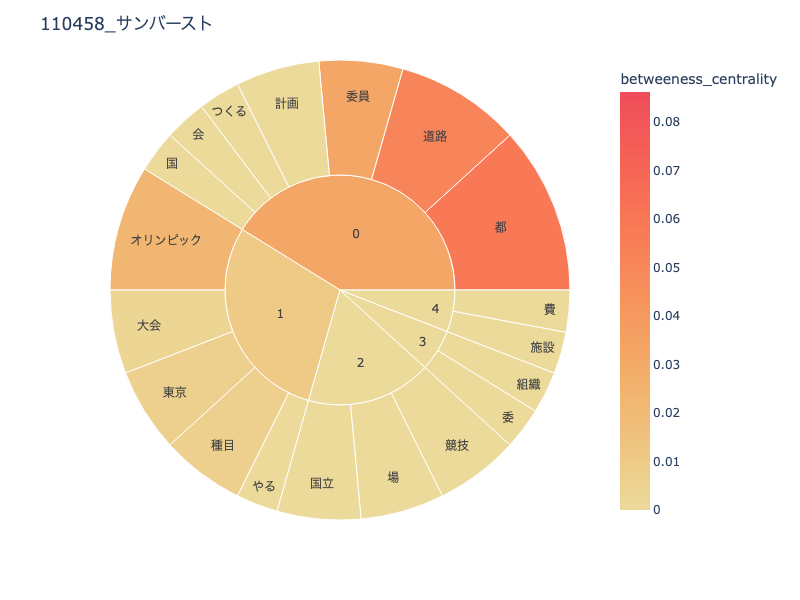 110458_サンバースト
betweeness_centrality
0.08
0.07
0.06
0.05
0.04
0.03
0.02
0.01
0
0
都
道路
委員
計画
つくる
会
国
1
オリンピック
大会
東京
種目
やる
2
国立
場
競技
3
委
組織
4
施設
費